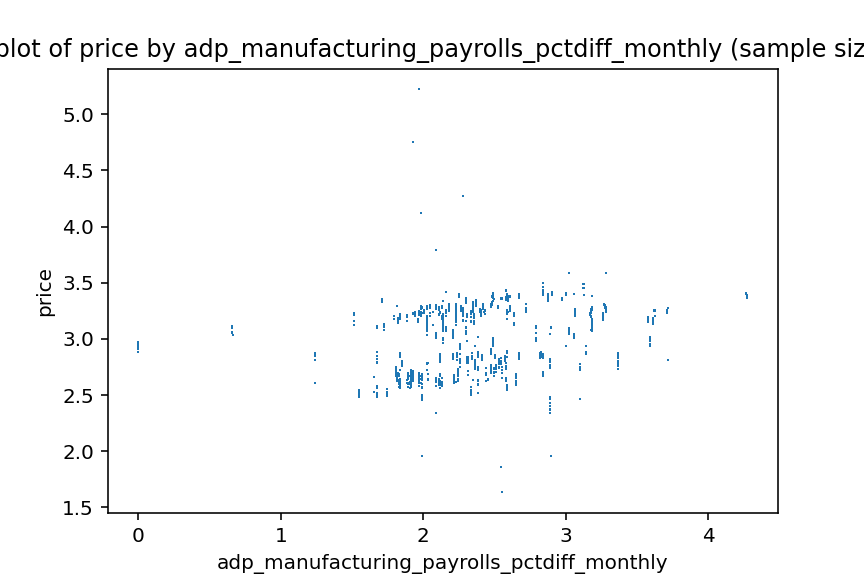 plot of price by adp_manufacturing_payrolls_pctdiff_monthly (sample siz
5.0
4.5
4.0
3.5
3.0
2.5
2.0
1.5
price
0 1 2 3 4
adp_manufacturing_payrolls_pctdiff_monthly